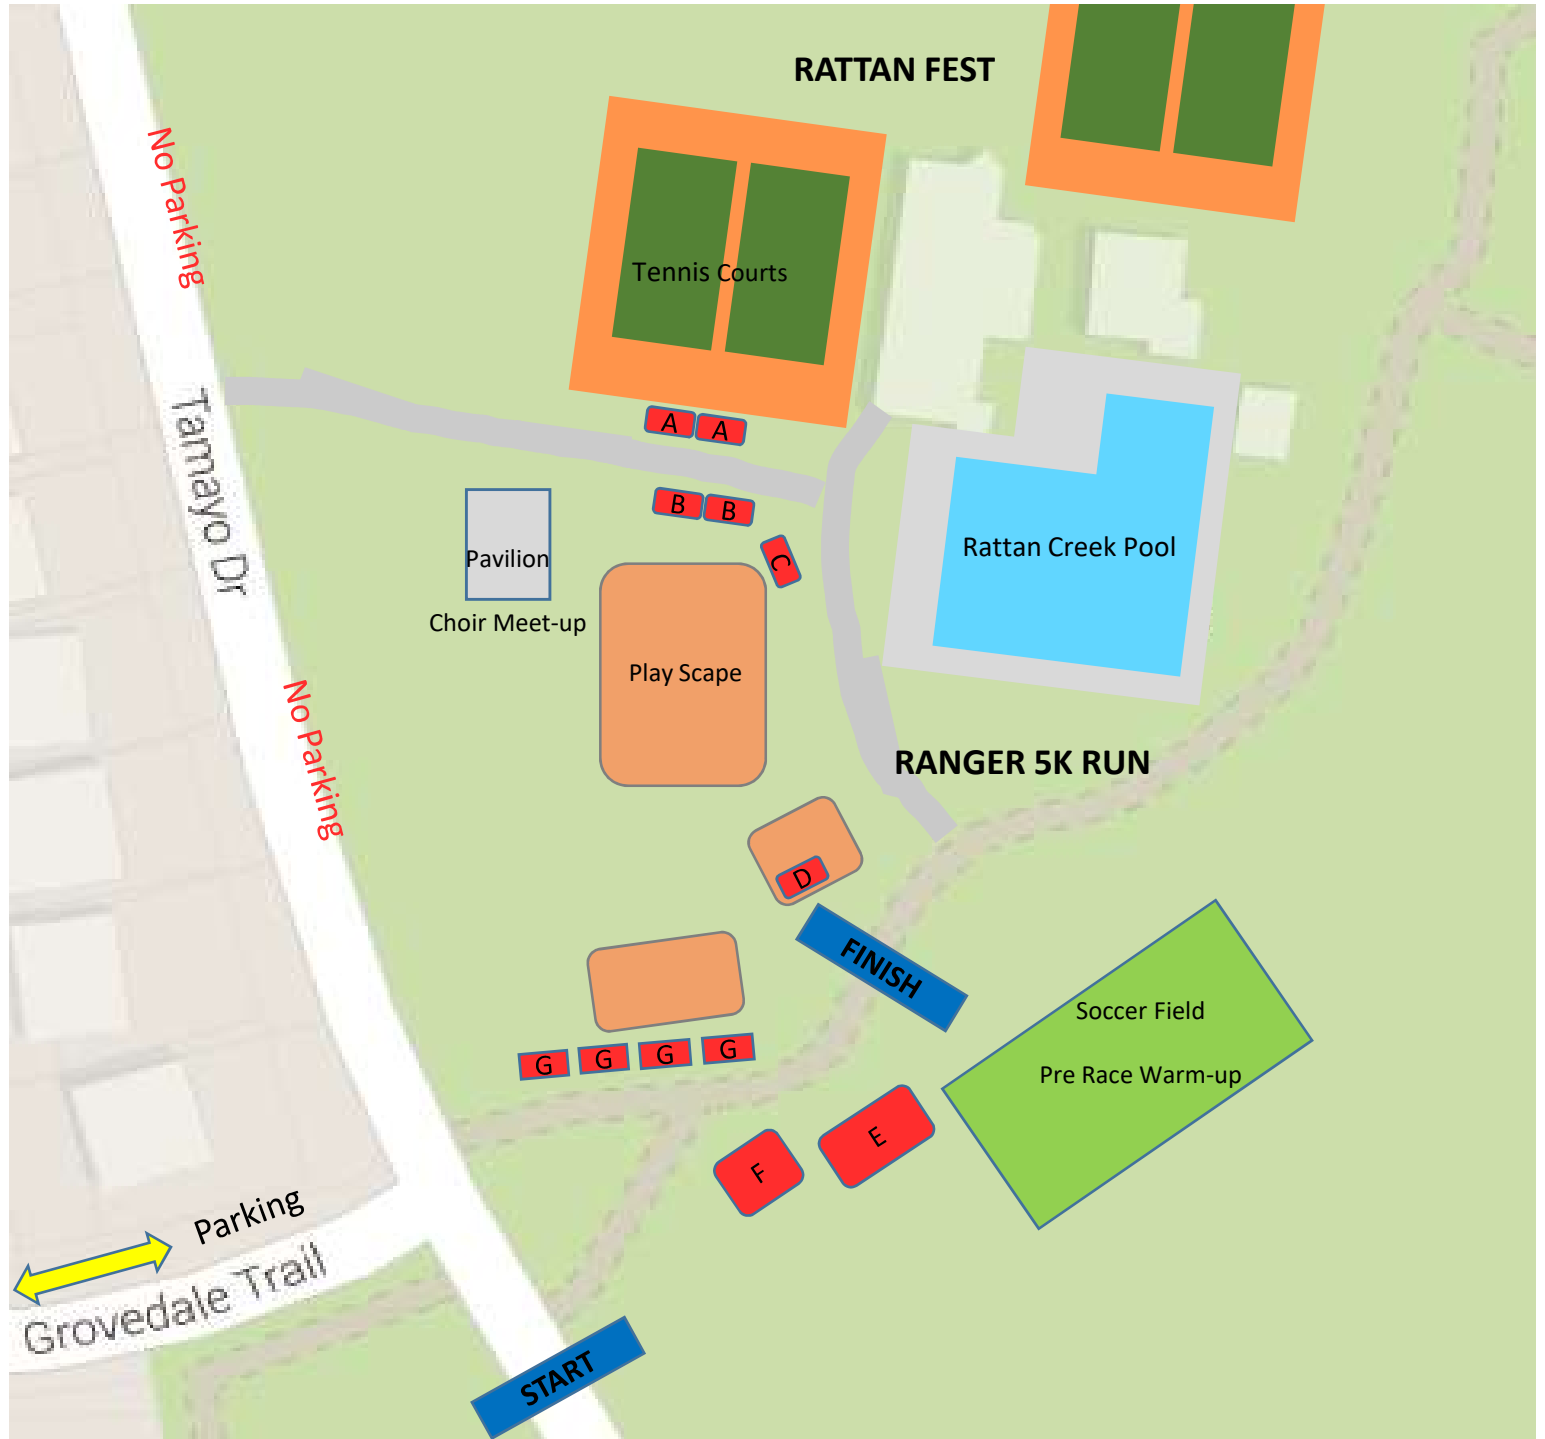 RATTAN FEST
No Parking
Tennis Courts
Tamayo Dr
A
A
B
B
C
Pavilion
Rattan Creek Pool
Choir Meet-up
Play Scape
No Parking
RANGER 5K RUN
D
FINISH
Soccer Field
Pre Race Warm-up
G
G
G
G
E
F
Parking
Grovedale Trail
START